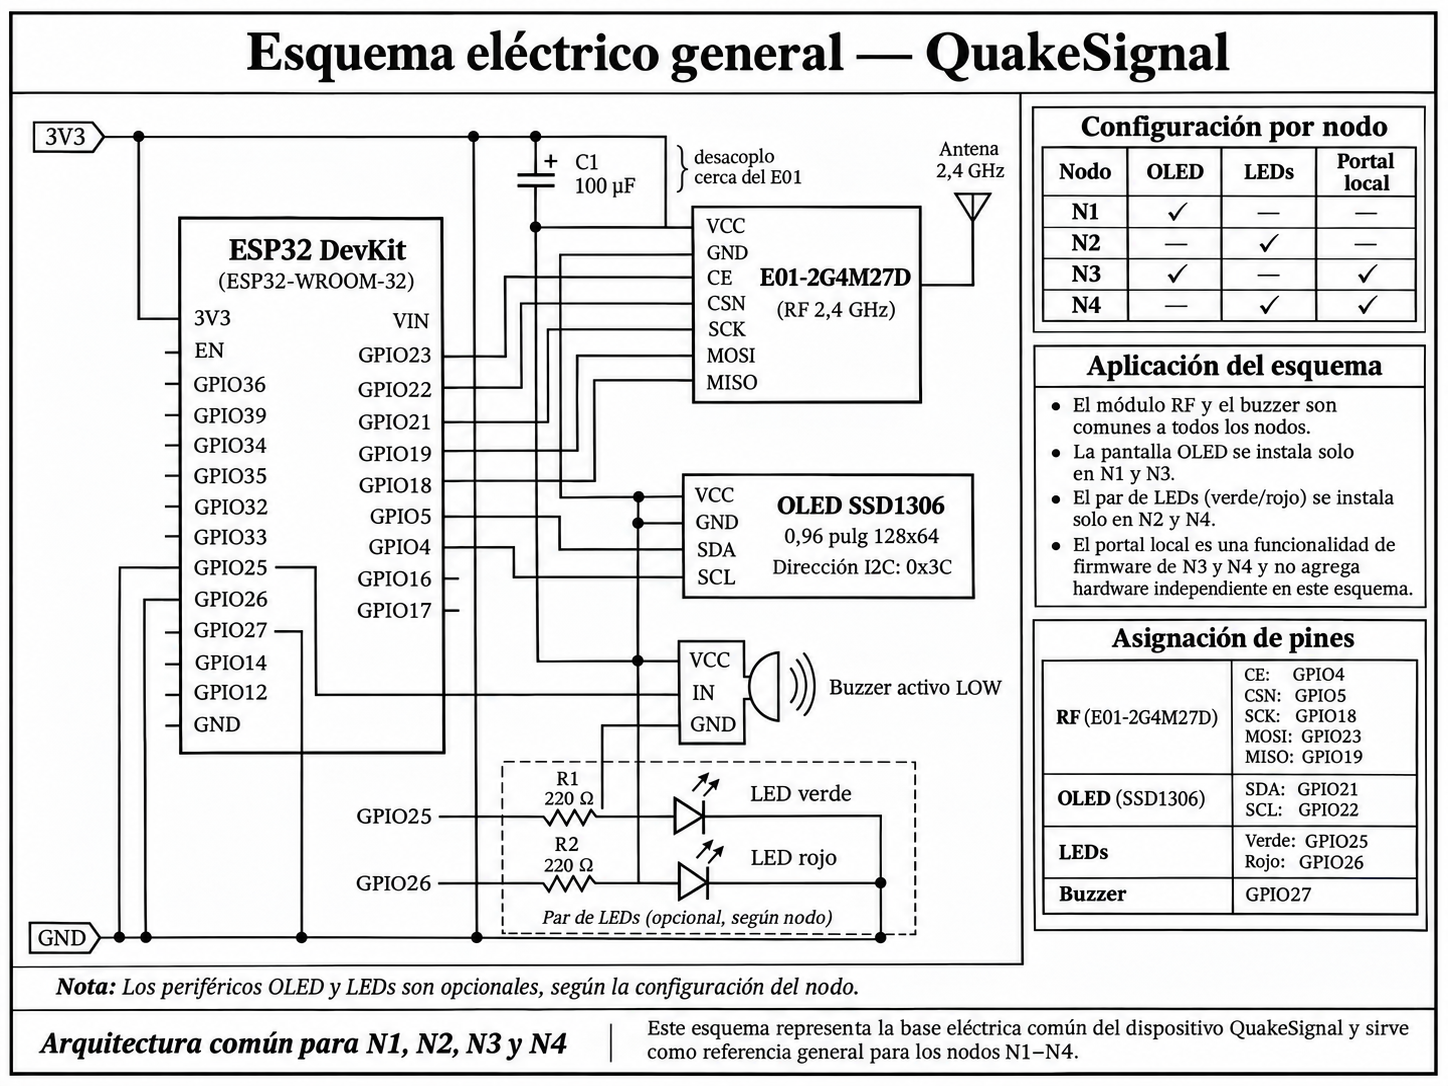 Esquema eléctrico general — QuakeSignal
3V3
+ C1
100 µF
desacoplo
cerca del E01
Antena
2,4 GHz
ESP32 DevKit
(ESP32-WROOM-32)
3V3
EN
GPIO36
GPIO39
GPIO34
GPIO35
GPIO32
GPIO33
GPIO25
GPIO26
GPIO27
GPIO14
GPIO12
GND
VIN
GPIO23
GPIO22
GPIO21
GPIO19
GPIO18
GPIO5
GPIO4
GPIO16
GPIO17
VCC
GND
CE
CSN
SCK
MOSI
MISO
E01-2G4M27D
(RF 2,4 GHz)
VCC
GND
SDA
SCL
OLED SSD1306
0,96 pulg 128x64
Dirección I2C: 0x3C
VCC
IN
GND
Buzzer activo LOW
R1
220 Ω
LED verde
GPIO25
R2
220 Ω
LED rojo
GPIO26
Par de LEDs (opcional, según nodo)
GND
Configuración por nodo
Nodo OLED LEDs Portal local
N1 ✓ — —
N2 — ✓ —
N3 ✓ — ✓
N4 — ✓ ✓
Aplicación del esquema
• El módulo RF y el buzzer son
comunes a todos los nodos.
• La pantalla OLED se instala solo
en N1 y N3.
• El par de LEDs (verde/rojo) se instala
solo en N2 y N4.
• El portal local es una funcionalidad de
firmware de N3 y N4 y no agrega
hardware independiente en este esquema.
Asignación de pines
RF (E01-2G4M27D)
CE: GPIO4
CSN: GPIO5
SCK: GPIO18
MOSI: GPIO23
MISO: GPIO19
OLED (SSD1306)
SDA: GPIO21
SCL: GPIO22
LEDs
Verde: GPIO25
Rojo: GPIO26
Buzzer
GPIO27
Nota: Los periféricos OLED y LEDs son opcionales, según la configuración del nodo.
Arquitectura común para N1, N2, N3 y N4
Este esquema representa la base eléctrica común del dispositivo QuakeSignal y sirve
como referencia general para los nodos N1–N4.